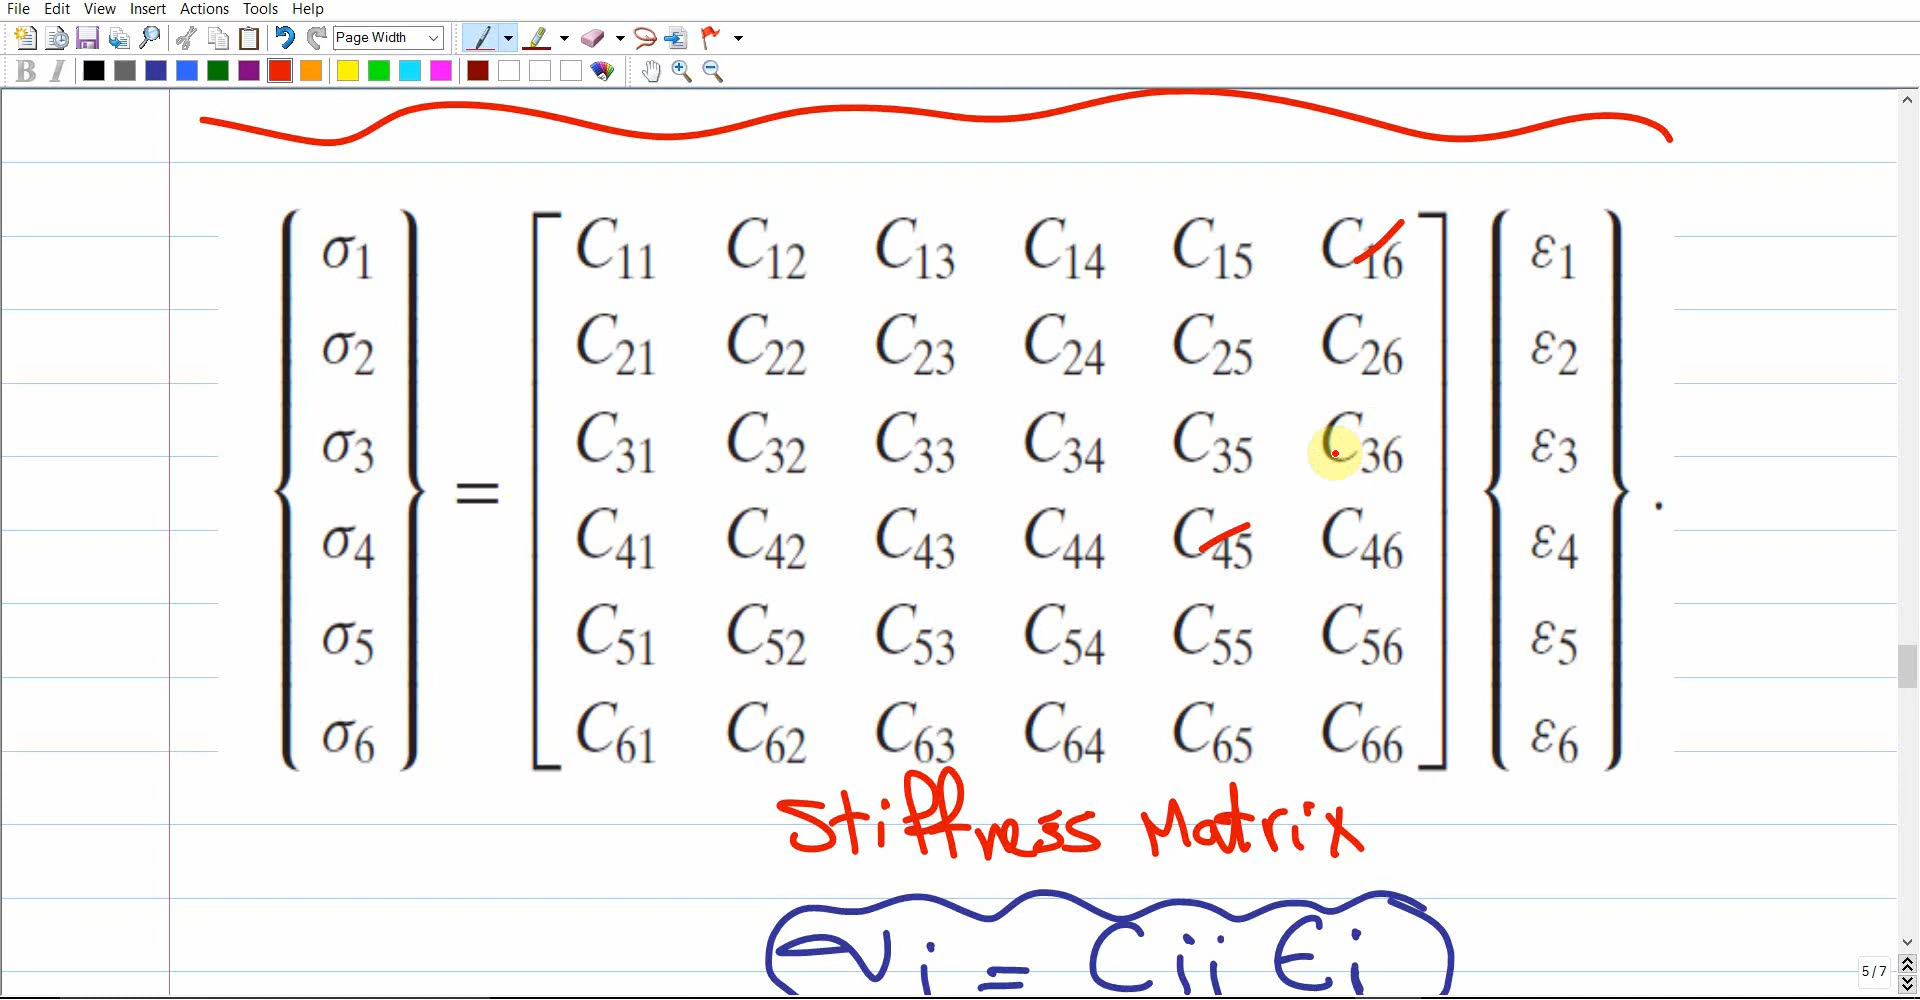 File Edit View Insert Actions Tools Help
Page Width
B I
σ1 C11 C12 C13 C14 C15 C16 ε1
σ2 C21 C22 C23 C24 C25 C26 ε2
σ3 C31 C32 C33 C34 C35 C36 ε3
=
.
σ4 C41 C42 C43 C44 C45 C46 ε4
σ5 C51 C52 C53 C54 C55 C56 ε5
σ6 C61 C62 C63 C64 C65 C66 ε6
Stiffness Matrix
σi = Cij ϵj
5 / 7